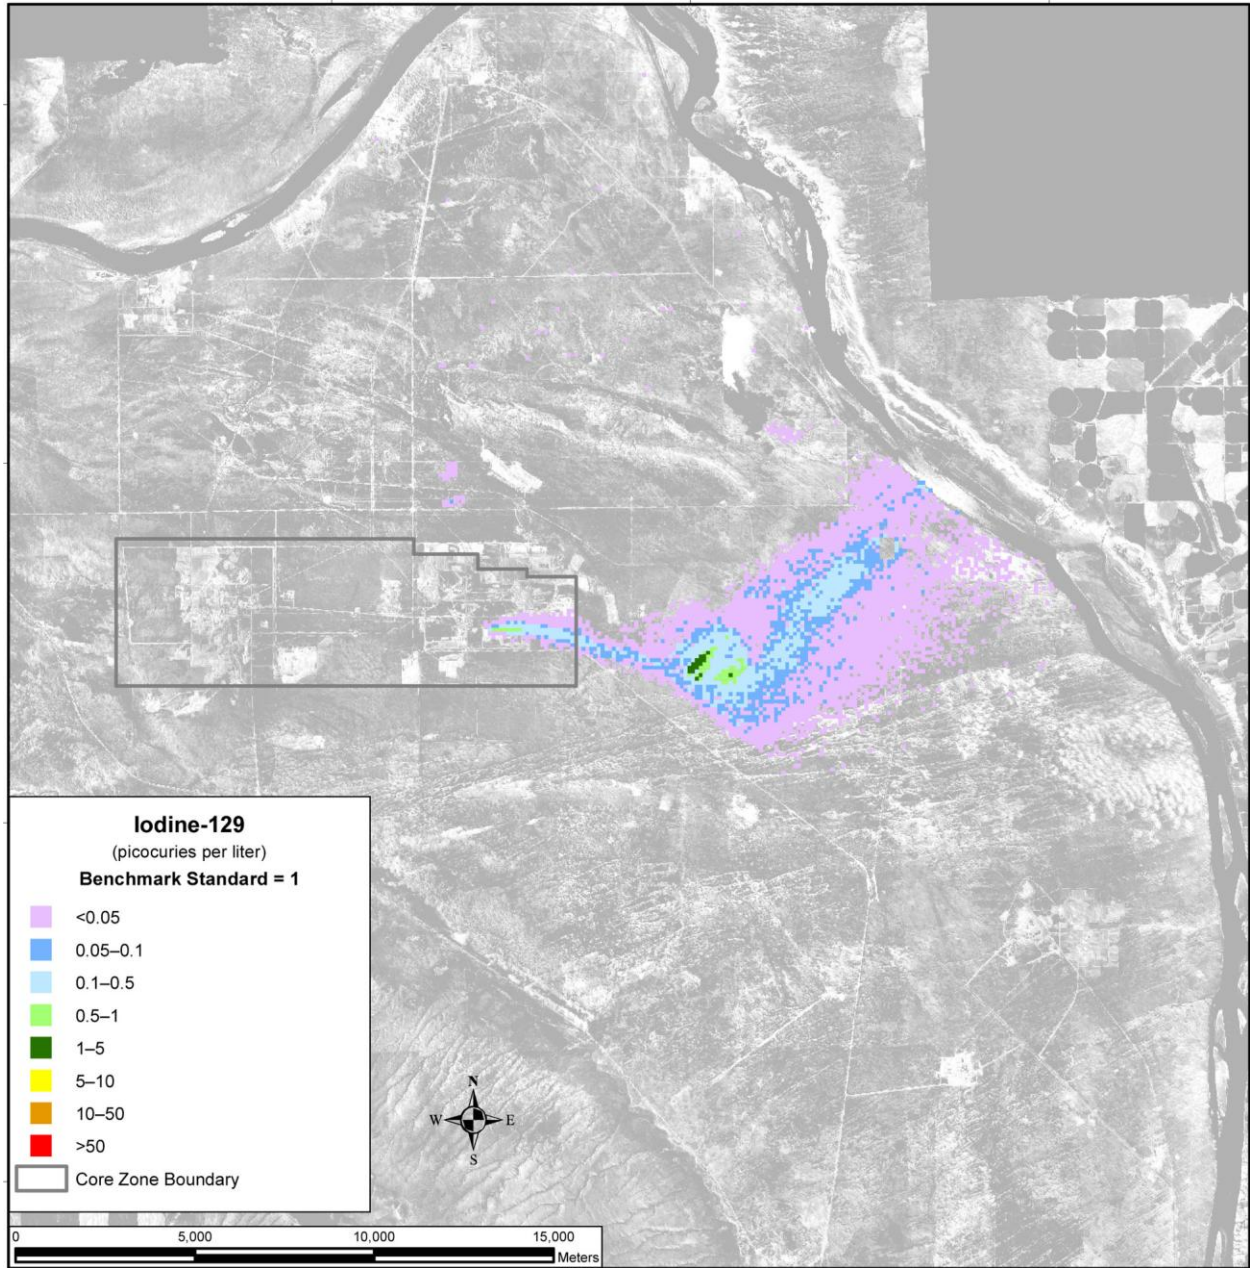 Iodine-129
(picocuries per liter)
Benchmark Standard = 1
<0.05
0.05–0.1
0.1–0.5
0.5–1
1–5
5–10
10–50
>50
Core Zone Boundary
N
W E
S
0 5,000 10,000 15,000
Meters